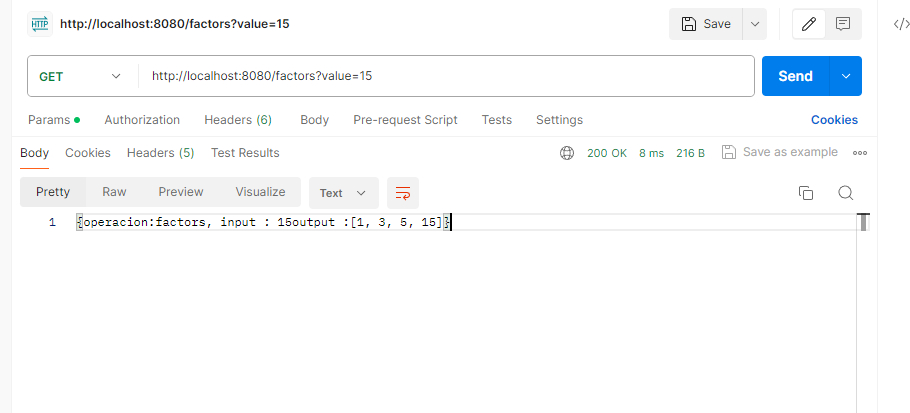 HTTP http://localhost:8080/factors?value=15 Save </>
GET http://localhost:8080/factors?value=15 Send
Params Authorization Headers (6) Body Pre-request Script Tests Settings Cookies
Body Cookies Headers (5) Test Results 200 OK 8 ms 216 B Save as example
Pretty Raw Preview Visualize Text
1 {operacion:factors, input : 15output :[1, 3, 5, 15]}